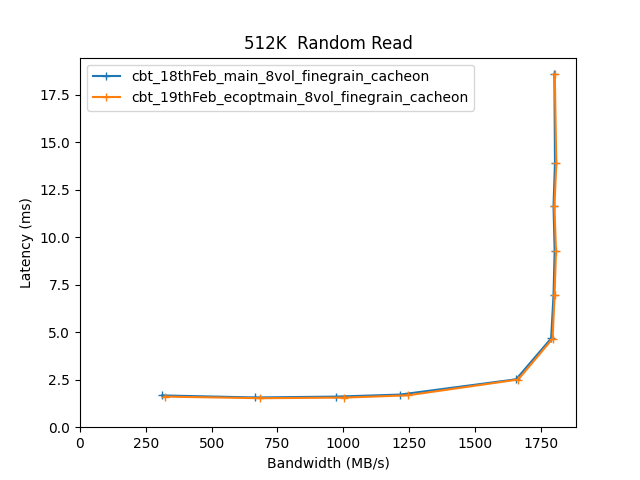 512K  Random Read
cbt_18thFeb_main_8vol_finegrain_cacheon
cbt_19thFeb_ecoptmain_8vol_finegrain_cacheon
17.5
15.0
12.5
10.0
7.5
5.0
2.5
0.0
Latency (ms)
0 250 500 750 1000 1250 1500 1750
Bandwidth (MB/s)